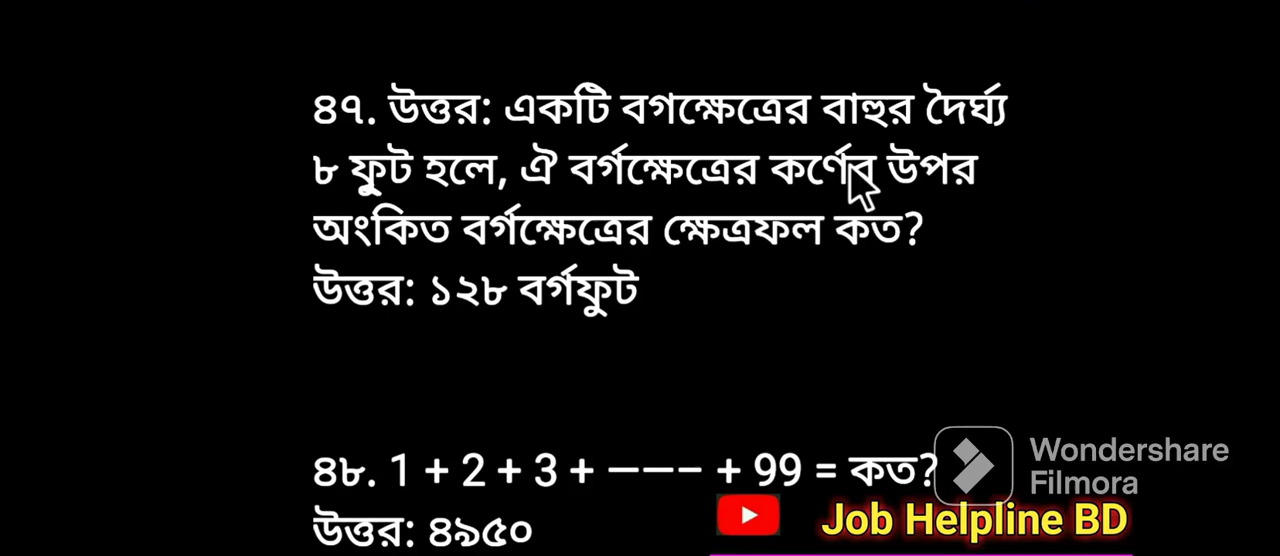 ৪৭. উত্তর: একটি বগক্ষেত্রের বাহুর দৈর্ঘ্য
৮ ফুুট হলে, ঐ বর্গক্ষেত্রের কর্ণের উপর
অংকিত বর্গক্ষেত্রের ক্ষেত্রফল কত?
উত্তর: ১২৮ বর্গফুট
৪৮. 1 + 2 + 3 + ––– + 99 = কত?
উত্তর: ৪৯৫০
Wondershare
Filmora
Job Helpline BD